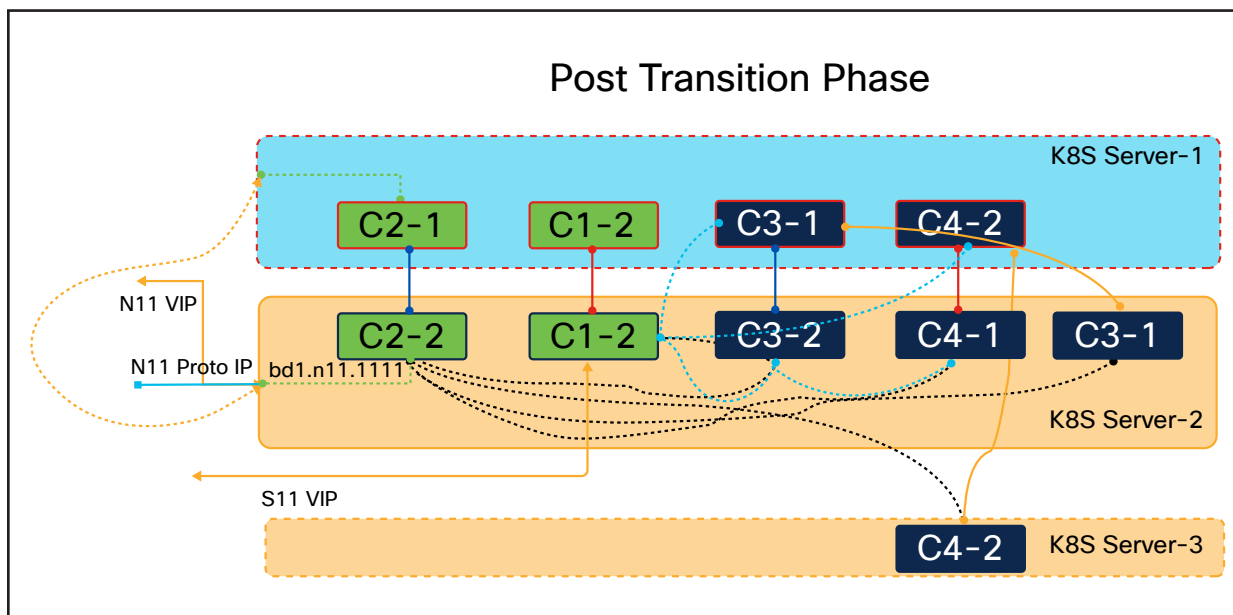 Post Transition Phase
K8S Server-1
C2-1
C1-2
C3-1
C4-2
N11 VIP
C2-2
C1-2
C3-2
C4-1
C3-1
N11 Proto IP
bd1.n11.1111
K8S Server-2
S11 VIP
C4-2
K8S Server-3